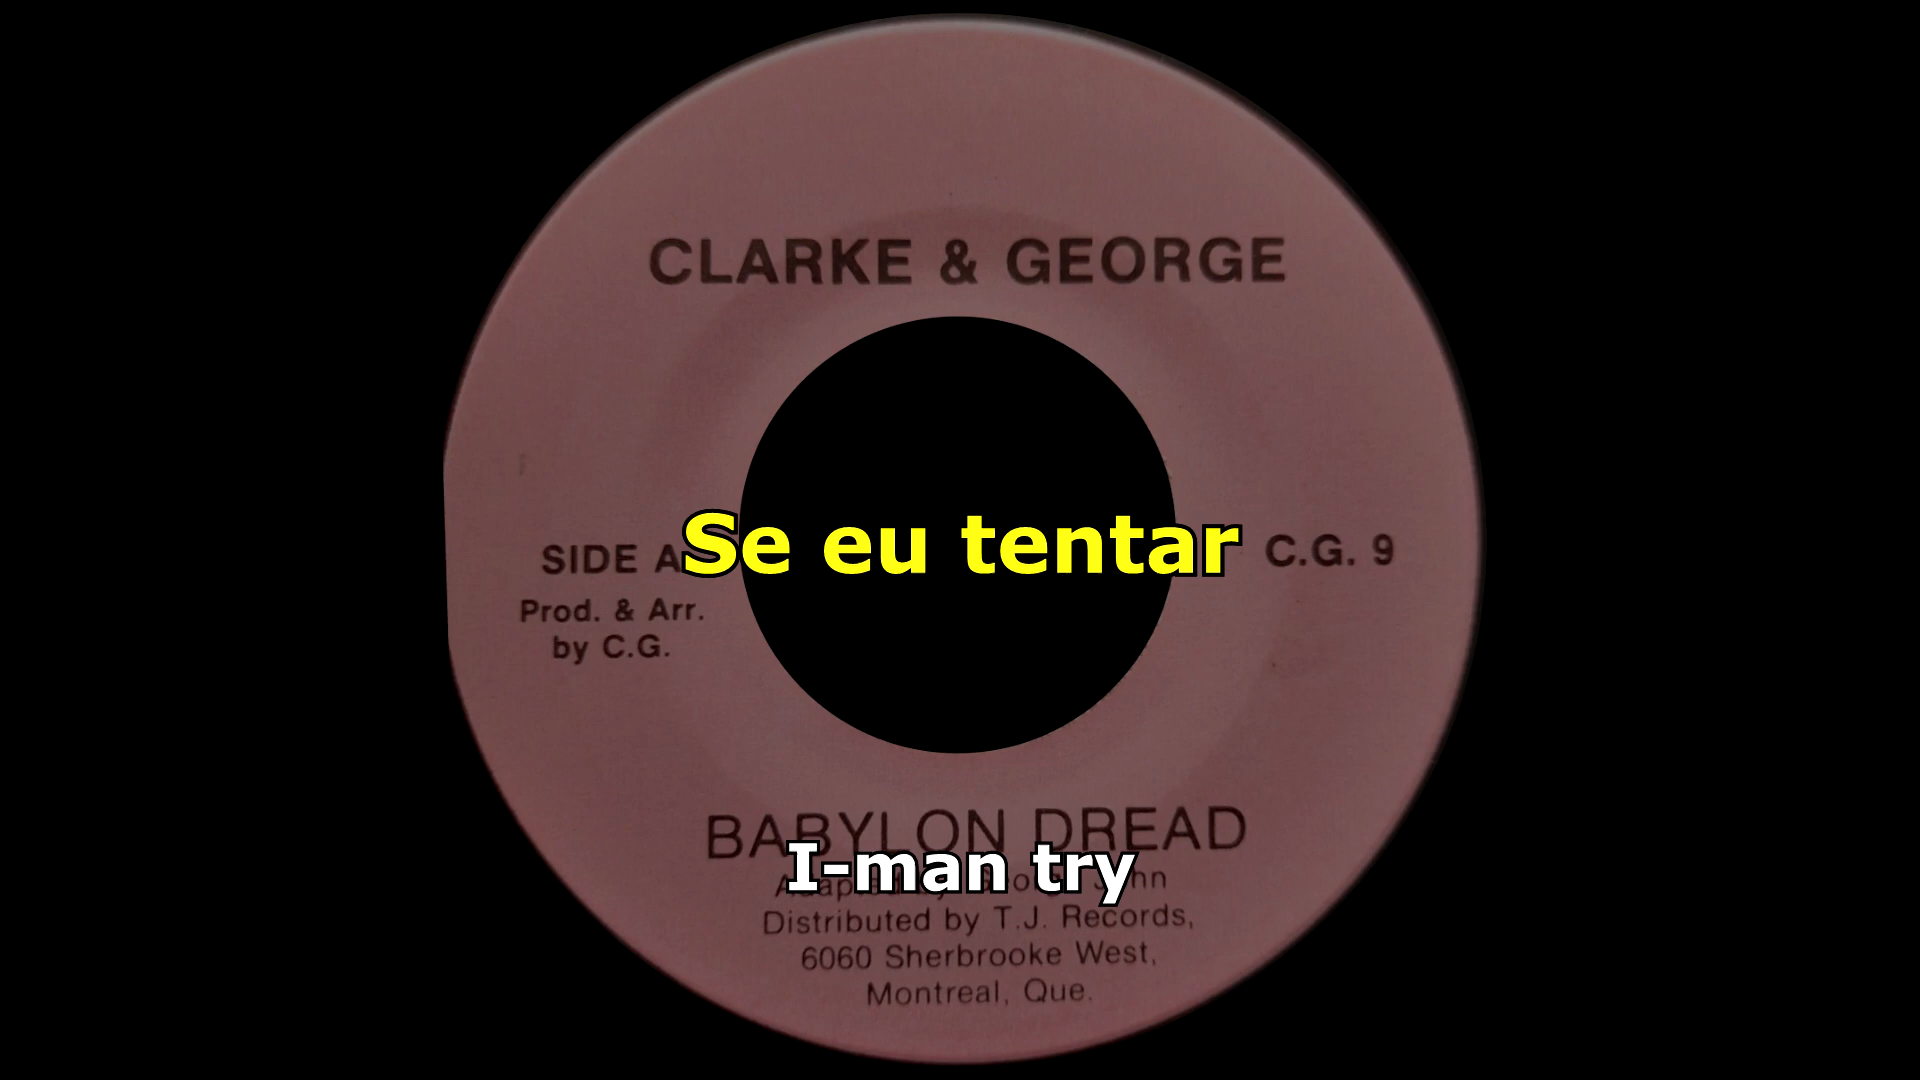 CLARKE & GEORGE
Se eu tentar
SIDE A
C.G. 9
Prod. & Arr.
by C.G.
BABYLON DREAD
I-man try
Distributed by T.J. Records,
6060 Sherbrooke West,
Montreal, Que.